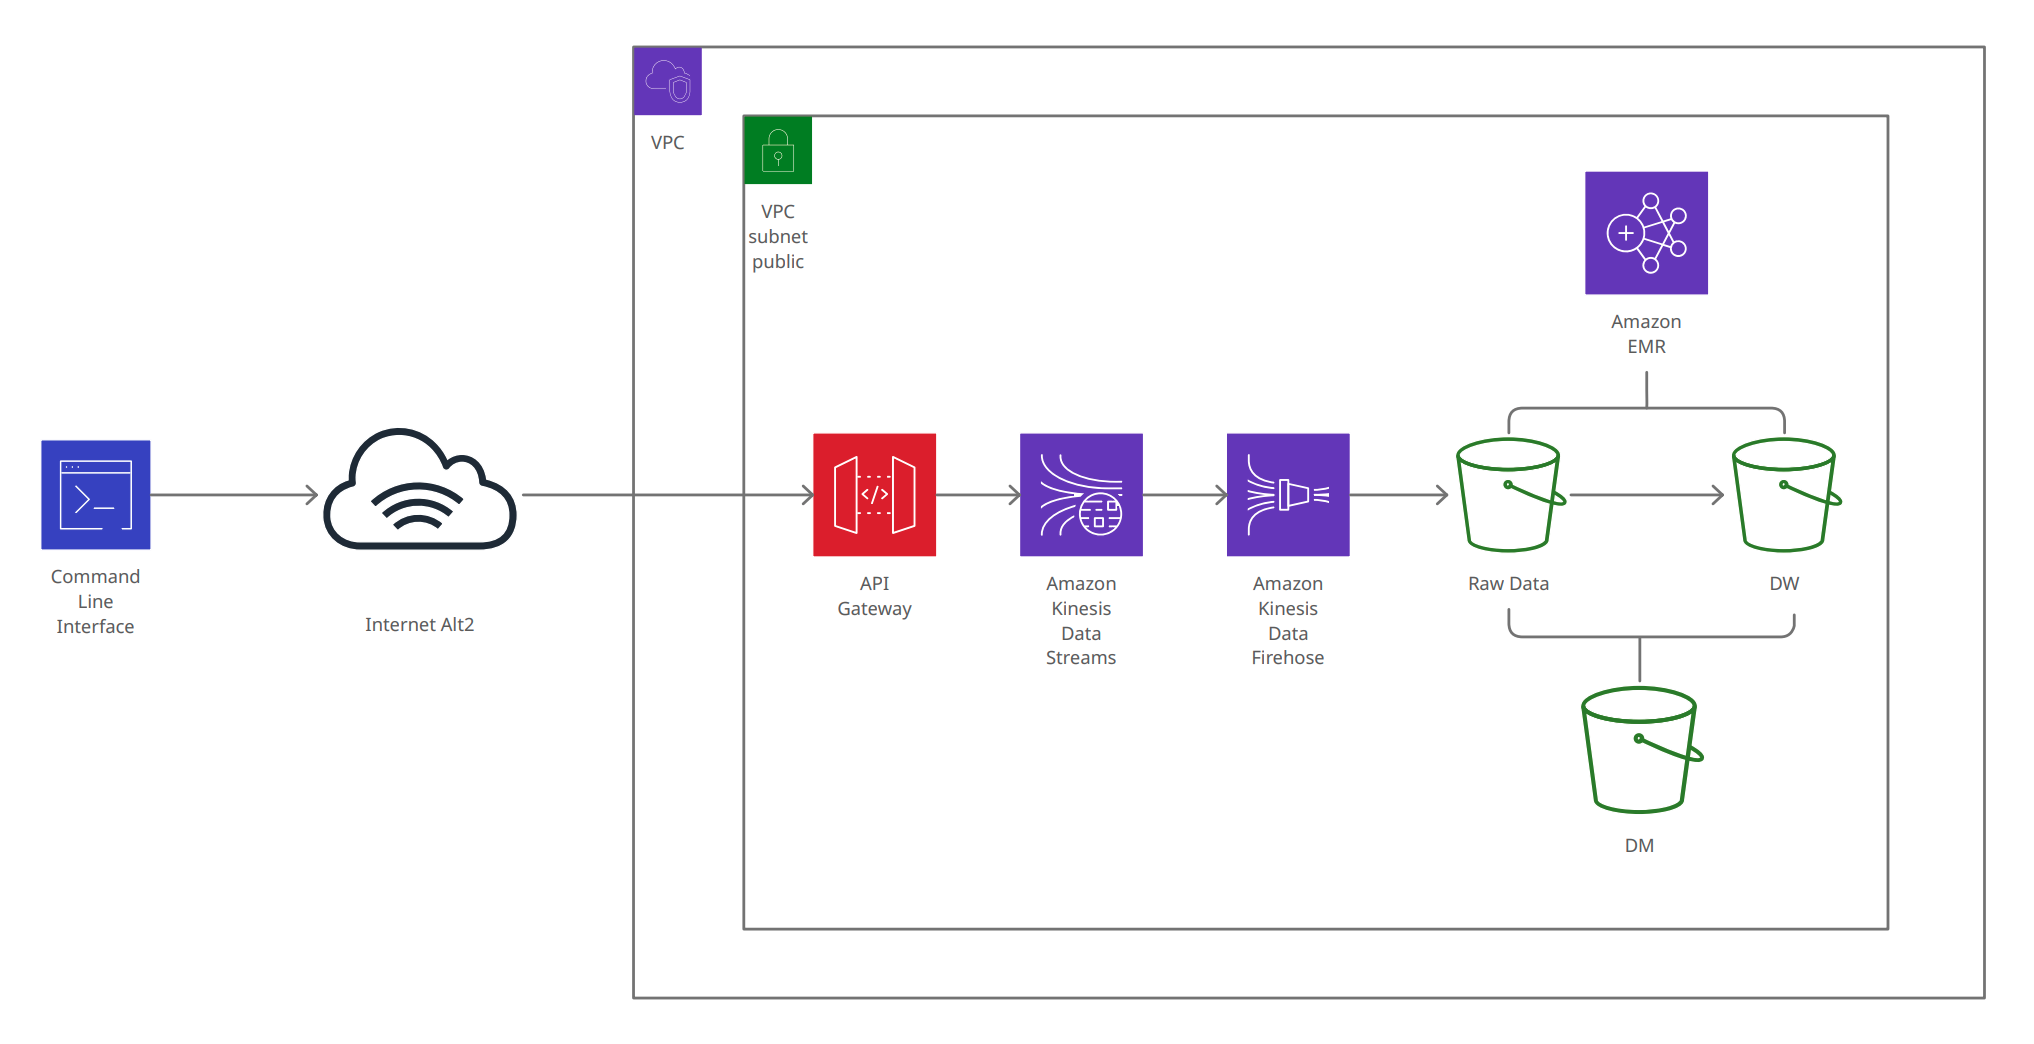 VPC
VPC
subnet
public
Amazon
EMR
Command
Line
Interface
Internet Alt2
API
Gateway
Amazon
Kinesis
Data
Streams
Amazon
Kinesis
Data
Firehose
Raw Data
DW
DM